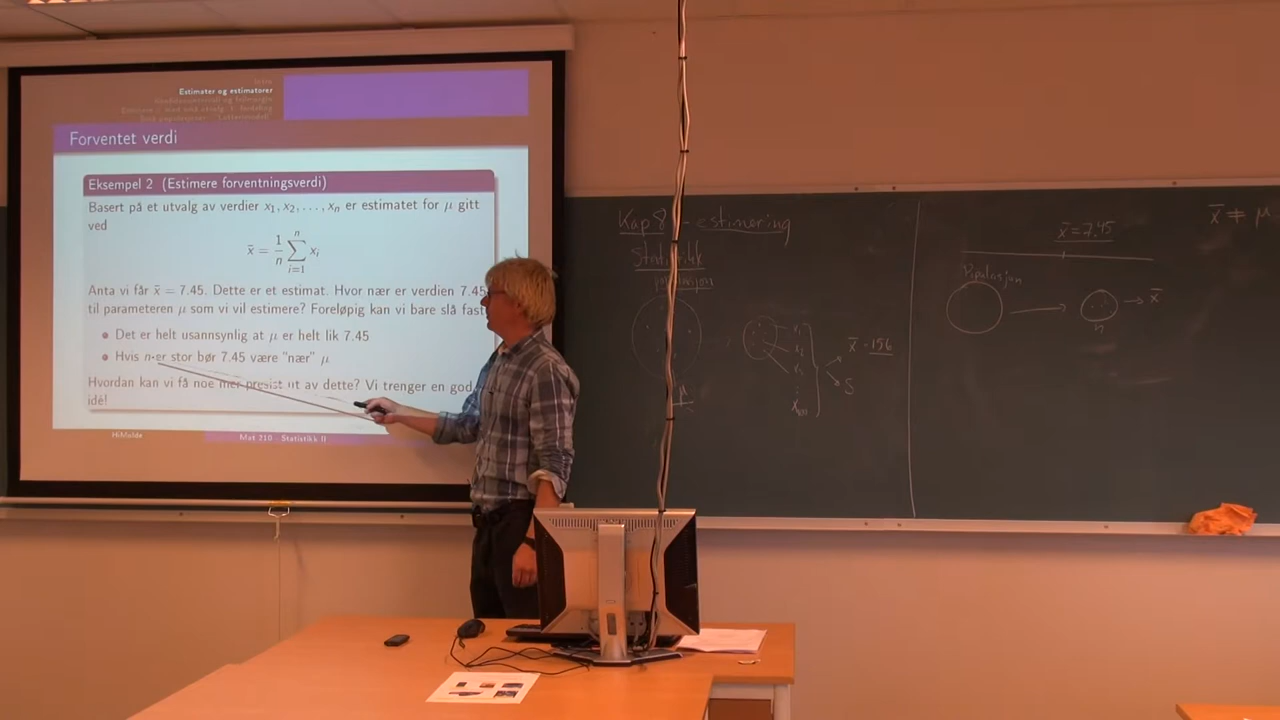 Estimater og estimatorer
Forventet verdi
Eksempel 2 (Estimere forventningsverdi)
Basert på et utvalg av verdier x₁, x₂, . . . , xₙ er estimatet for μ gitt
ved
x̄ = 1/n ∑ᵢ₌₁ⁿ xᵢ
Anta vi får x̄ = 7.45. Dette er et estimat. Hvor nær er verdien 7.45
til parameteren μ som vi vil estimere? Foreløpig kan vi bare slå fast
Det er helt usannsynlig at μ er helt lik 7.45
Hvis n er stor bør 7.45 være "nær" μ
Hvordan kan vi få noe mer presist ut av dette? Vi trenger en god
idé!
HiMolde
Mat 210 - Statistikk II
Kap 8 - estimering
Statistikk
populasjon
μ
x₁
x₂
x̄ = 156
S
x̄ = 7.45
Populasjon
n
→ x̄
x̄ ≠ μ